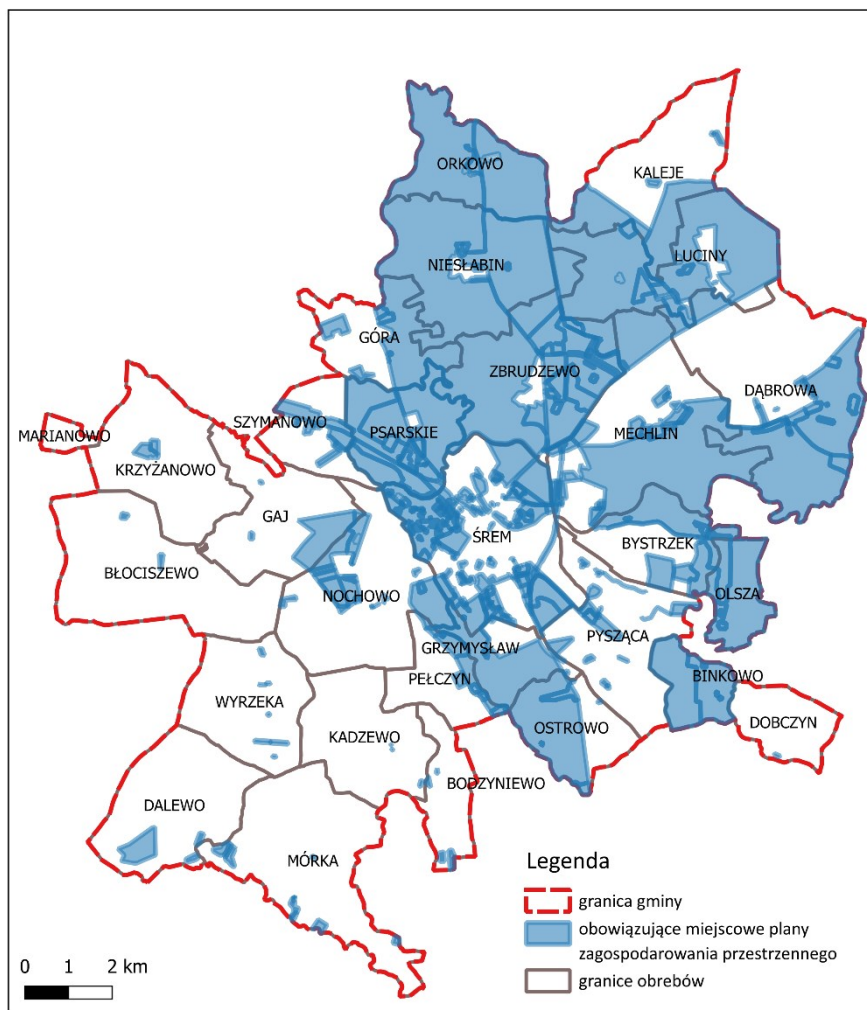 ORKOWO
KALEJE
NIESŁABIN
LUCINY
GÓRA
ZBRUDZEWO
DĄBROWA
SZYMANOWO
PSARSKIE
MECHLIN
MARIANOWO
KRZYŻANOWO
GAJ
ŚREM
BYSTRZEK
BŁOCISZEWO
NOCHOWO
OLSZA
PYSZĄCA
GRZYMYSŁAW
PEŁCZYN
BINKOWO
WYRZEKA
OSTROWO
DOBCZYN
KADZEWO
BODZYNIEWO
DALEWO
MÓRKA
Legenda
granica gminy
obowiązujące miejscowe plany
zagospodarowania przestrzennego
granice obrębów
0 1 2 km